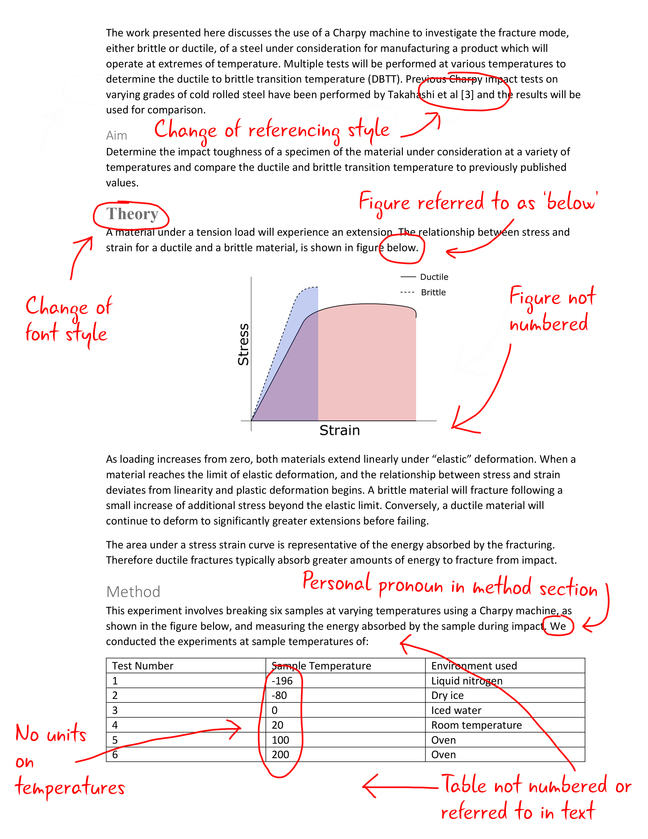 The work presented here discusses the use of a Charpy machine to investigate the fracture mode,
either brittle or ductile, of a steel under consideration for manufacturing a product which will
operate at extremes of temperature. Multiple tests will be performed at various temperatures to
determine the ductile to brittle transition temperature (DBTT). Previous Charpy impact tests on
varying grades of cold rolled steel have been performed by Takahashi et al [3] and the results will be
used for comparison.
Change of referencing style
Aim
Determine the impact toughness of a specimen of the material under consideration at a variety of
temperatures and compare the ductile and brittle transition temperature to previously published
values.
Figure referred to as 'below'
Theory
A material under a tension load will experience an extension. The relationship between stress and
strain for a ductile and a brittle material, is shown in figure below.
Change of
font style
Ductile
Brittle
Stress
Strain
Figure not
numbered
As loading increases from zero, both materials extend linearly under “elastic” deformation. When a
material reaches the limit of elastic deformation, and the relationship between stress and strain
deviates from linearity and plastic deformation begins. A brittle material will fracture following a
small increase of additional stress beyond the elastic limit. Conversely, a ductile material will
continue to deform to significantly greater extensions before failing.
The area under a stress strain curve is representative of the energy absorbed by the fracturing.
Therefore ductile fractures typically absorb greater amounts of energy to fracture from impact.
Personal pronoun in method section
Method
This experiment involves breaking six samples at varying temperatures using a Charpy machine, as
shown in the figure below, and measuring the energy absorbed by the sample during impact. We
conducted the experiments at sample temperatures of:
Test Number Sample Temperature Environment used
1 -196 Liquid nitrogen
2 -80 Dry ice
3 0 Iced water
4 20 Room temperature
5 100 Oven
6 200 Oven
No units
on
temperatures
Table not numbered or
referred to in text